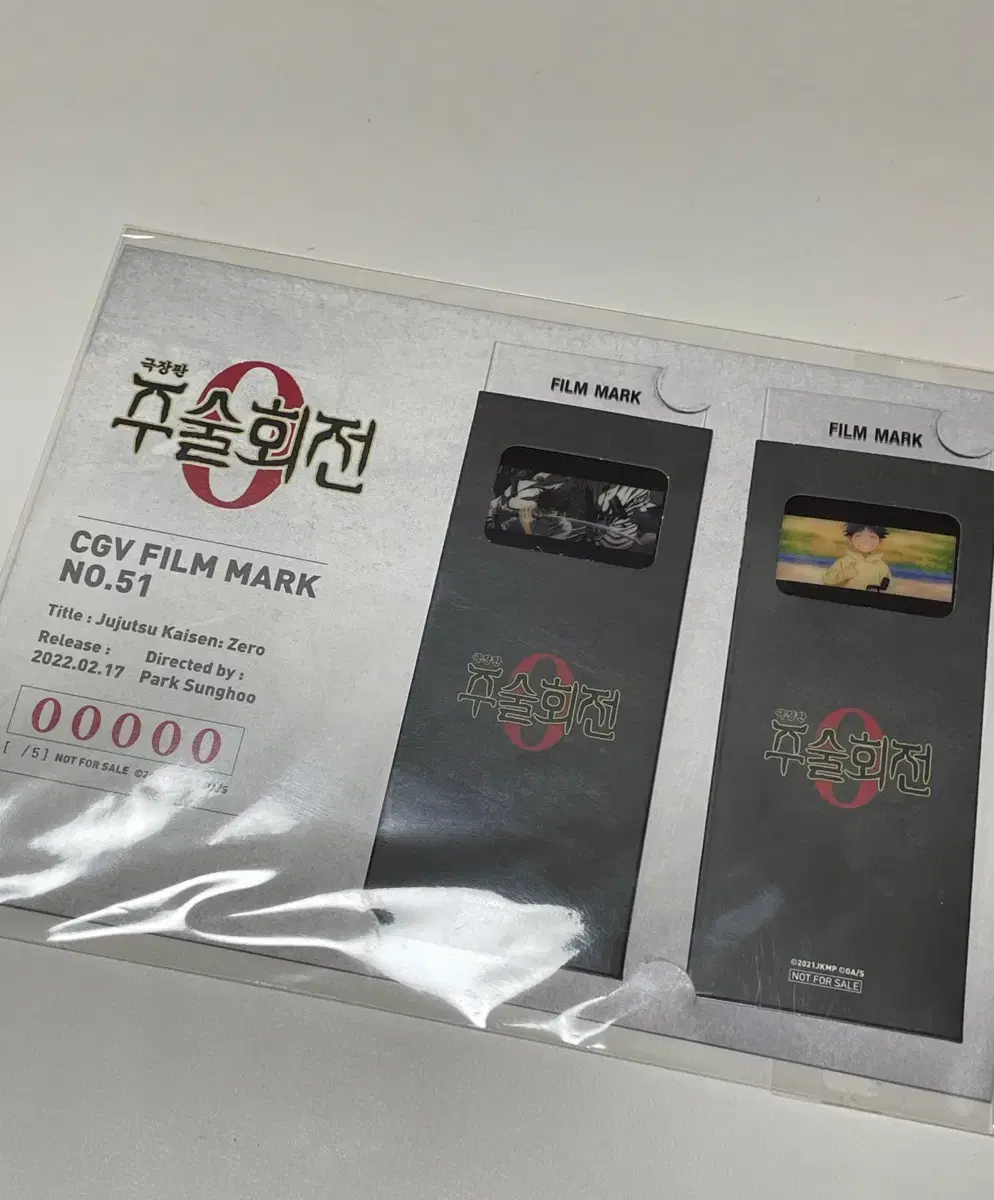 극장판
주술회전
0
CGV FILM MARK
NO.51
Title : Jujutsu Kaisen: Zero
Release :
2022.02.17
Directed by :
Park Sunghoo
00000
[ /5] NOT FOR SALE
FILM MARK
극장판
주술회전
0
FILM MARK
극장판
주술회전
0
©2021JKMP ©GA/S
NOT FOR SALE